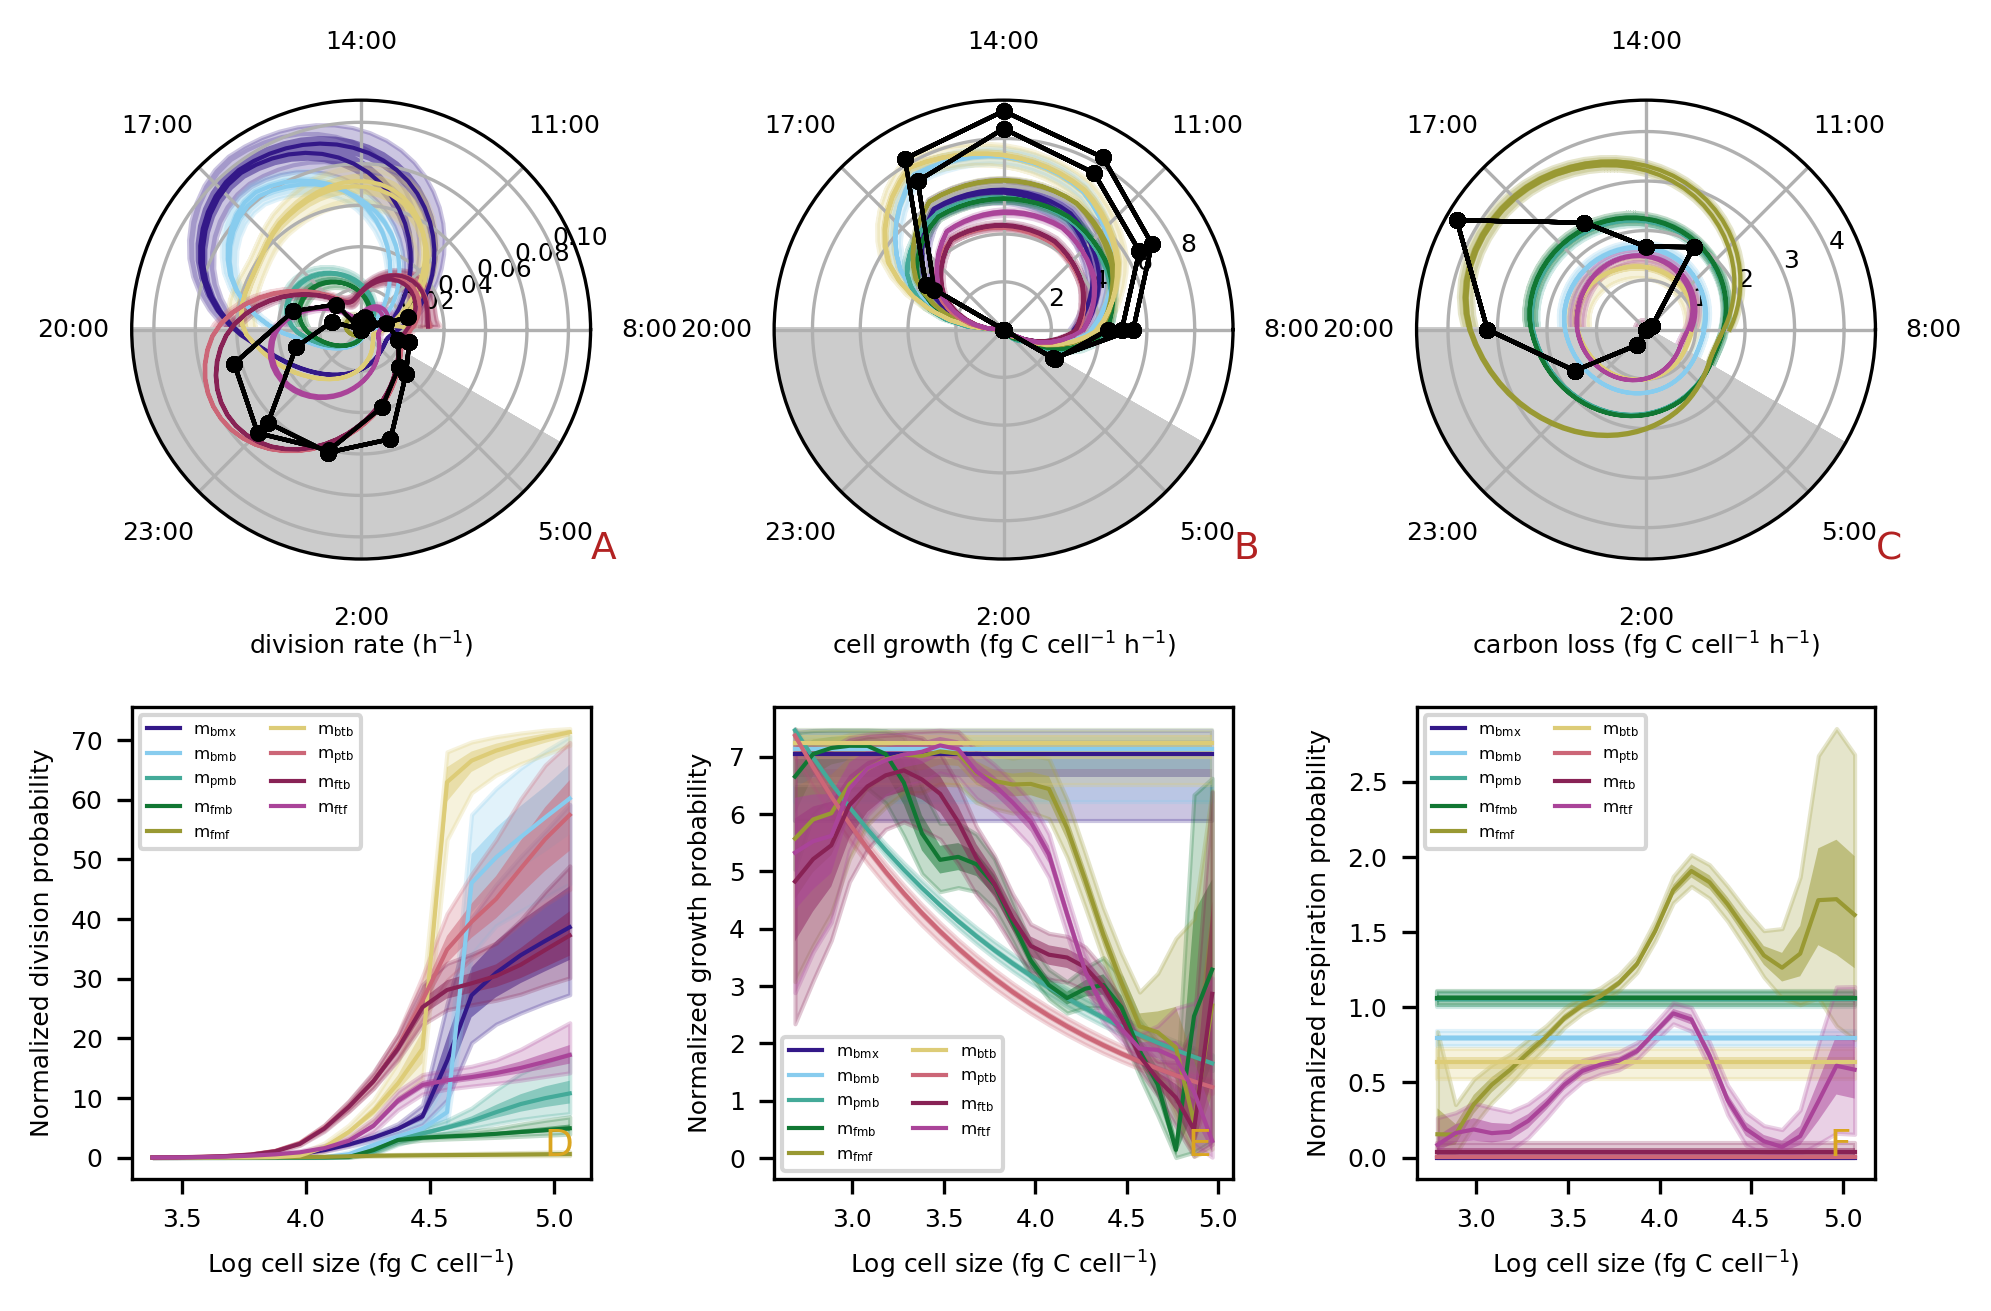 14:00 14:00 14:00
17:00 11:00 17:00 11:00 17:00 11:00
0.10
0.08
0.06
0.04
8
4
2
4
3
2
1
20:00 8:00 20:00 8:00 20:00 8:00
23:00 5:00 23:00 5:00 23:00 5:00
A B C
2:00 2:00 2:00
division rate (h⁻¹) cell growth (fg C cell⁻¹ h⁻¹) carbon loss (fg C cell⁻¹ h⁻¹)
Normalized division probability
70
60
50
40
30
20
10
0
m_bmx m_btb
m_bmb m_ptb
m_pmb m_ftb
m_fmb m_ftf
m_fmf
D
3.5 4.0 4.5 5.0
Log cell size (fg C cell⁻¹)
Normalized growth probability
7
6
5
4
3
2
1
0
m_bmx m_btb
m_bmb m_ptb
m_pmb m_ftb
m_fmb m_ftf
m_fmf
E
3.0 3.5 4.0 4.5 5.0
Log cell size (fg C cell⁻¹)
Normalized respiration probability
2.5
2.0
1.5
1.0
0.5
0.0
m_bmx m_btb
m_bmb m_ptb
m_pmb m_ftb
m_fmb m_ftf
m_fmf
F
3.0 3.5 4.0 4.5 5.0
Log cell size (fg C cell⁻¹)